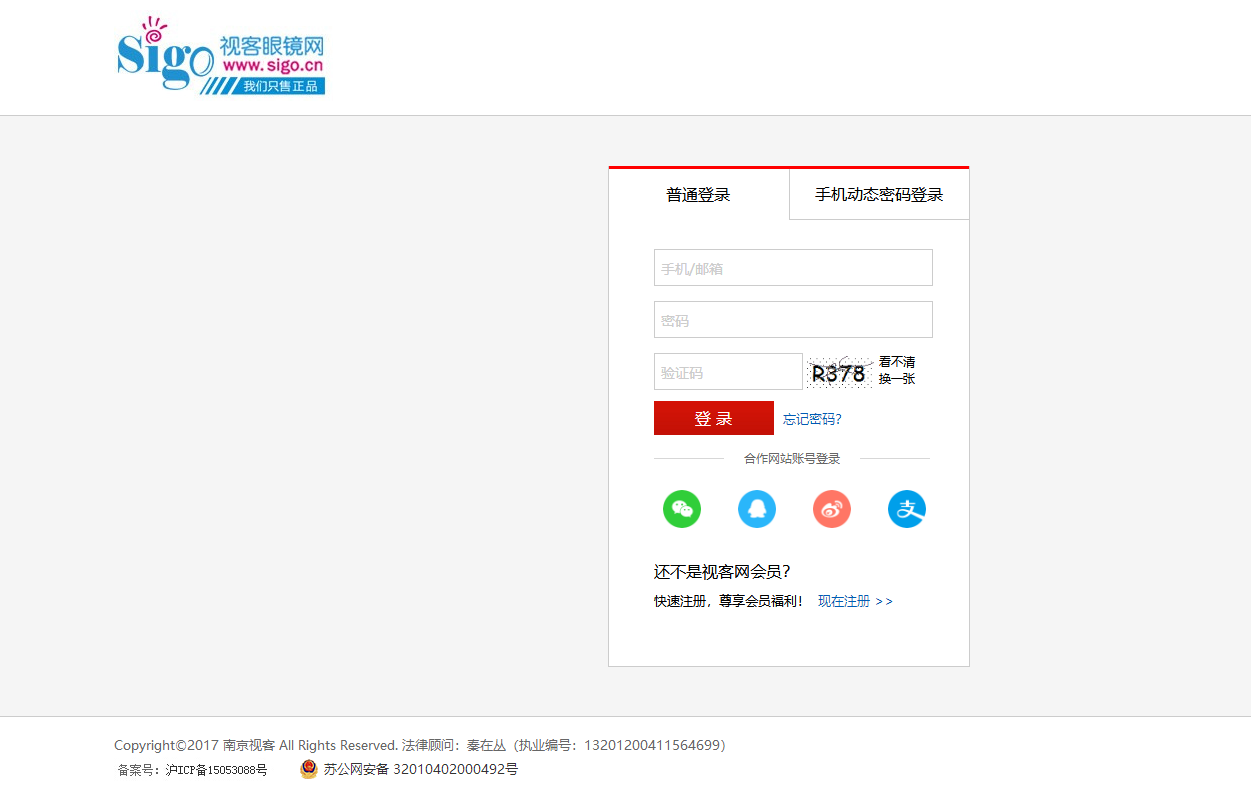 Sigo 视客眼镜网
www.sigo.cn
我们只售正品
普通登录 手机动态密码登录
手机/邮箱
密码
验证码 R378 看不清
换一张
登 录 忘记密码?
合作网站账号登录
还不是视客网会员?
快速注册，尊享会员福利！ 现在注册 >>
Copyright©2017 南京视客 All Rights Reserved. 法律顾问：秦在丛（执业编号：13201200411564699）
备案号：沪ICP备15053088号 苏公网安备 32010402000492号